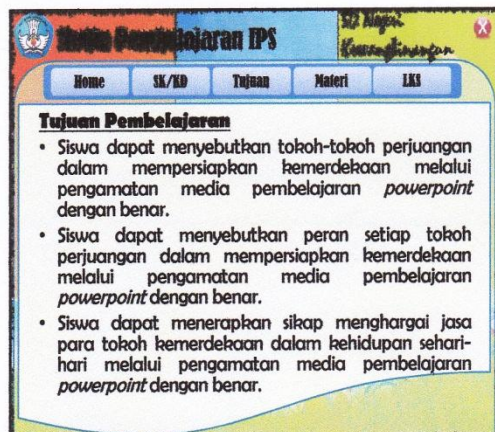 Media Pembelajaran IPS
SD Negeri
Home SK/KD Tujuan Materi LKS
Tujuan Pembelajaran
• Siswa dapat menyebutkan tokoh-tokoh perjuangan
dalam mempersiapkan kemerdekaan melalui
pengamatan media pembelajaran powerpoint
dengan benar.
• Siswa dapat menyebutkan peran setiap tokoh
perjuangan dalam mempersiapkan kemerdekaan
melalui pengamatan media pembelajaran
powerpoint dengan benar.
• Siswa dapat menerapkan sikap menghargai jasa
para tokoh kemerdekaan dalam kehidupan sehari-
hari melalui pengamatan media pembelajaran
powerpoint dengan benar.